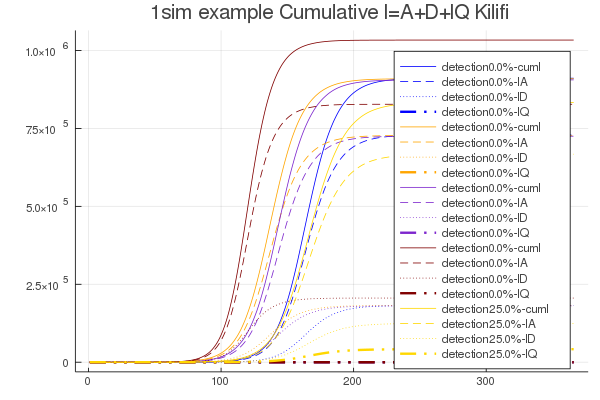 1sim example Cumulative I=A+D+IQ Kilifi
1.0×10^6
7.5×10^5
5.0×10^5
2.5×10^5
0
0 100 200 300
detection0.0%-cumI
detection0.0%-IA
detection0.0%-ID
detection0.0%-IQ
detection0.0%-cumI
detection0.0%-IA
detection0.0%-ID
detection0.0%-IQ
detection0.0%-cumI
detection0.0%-IA
detection0.0%-ID
detection0.0%-IQ
detection0.0%-cumI
detection0.0%-IA
detection0.0%-ID
detection0.0%-IQ
detection25.0%-cumI
detection25.0%-IA
detection25.0%-ID
detection25.0%-IQ